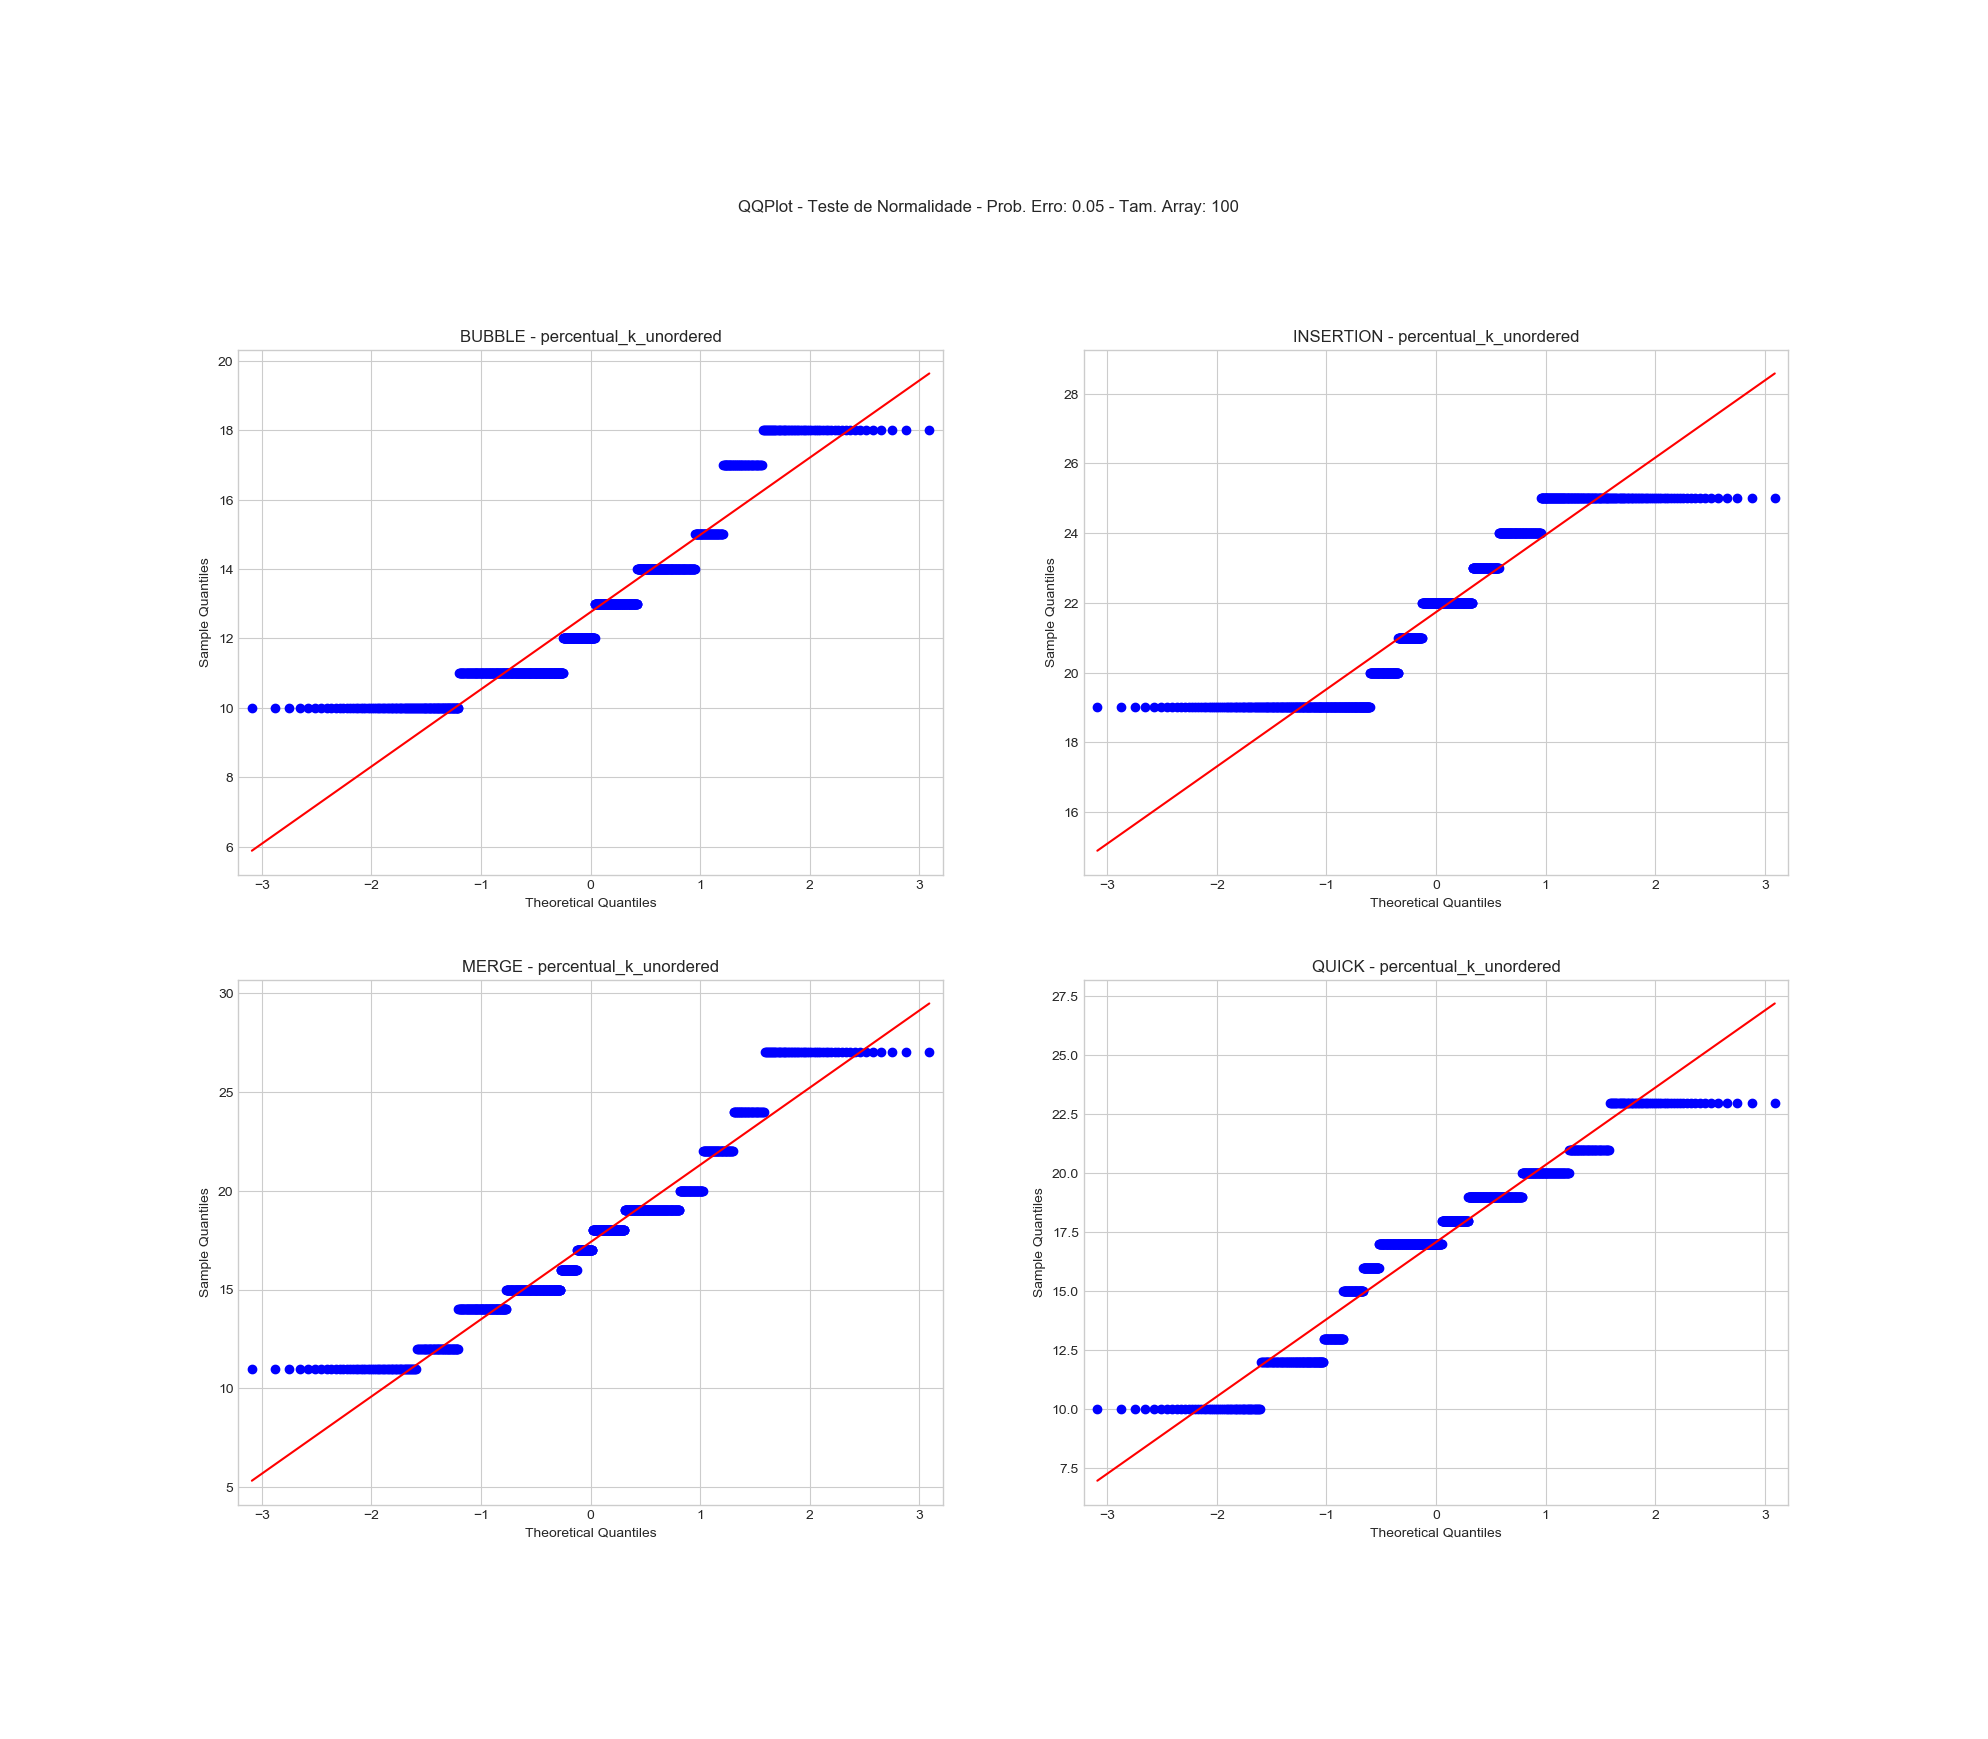 QQPlot - Teste de Normalidade - Prob. Erro: 0.05 - Tam. Array: 100
BUBBLE - percentual_k_unordered
20
18
16
14
12
10
8
6
Sample Quantiles
−3 −2 −1 0 1 2 3
Theoretical Quantiles
INSERTION - percentual_k_unordered
28
26
24
22
20
18
16
Sample Quantiles
−3 −2 −1 0 1 2 3
Theoretical Quantiles
MERGE - percentual_k_unordered
30
25
20
15
10
5
Sample Quantiles
−3 −2 −1 0 1 2 3
Theoretical Quantiles
QUICK - percentual_k_unordered
27.5
25.0
22.5
20.0
17.5
15.0
12.5
10.0
7.5
Sample Quantiles
−3 −2 −1 0 1 2 3
Theoretical Quantiles